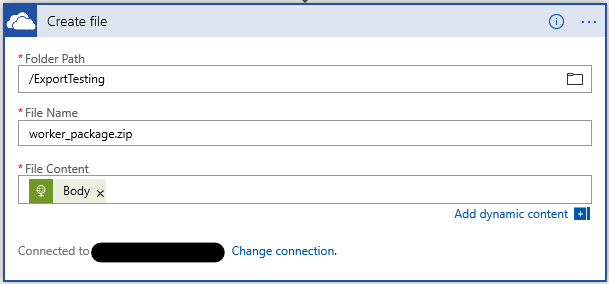 Create file
* Folder Path
/ExportTesting
* File Name
worker_package.zip
* File Content
Body
Add dynamic content
Connected to Change connection.